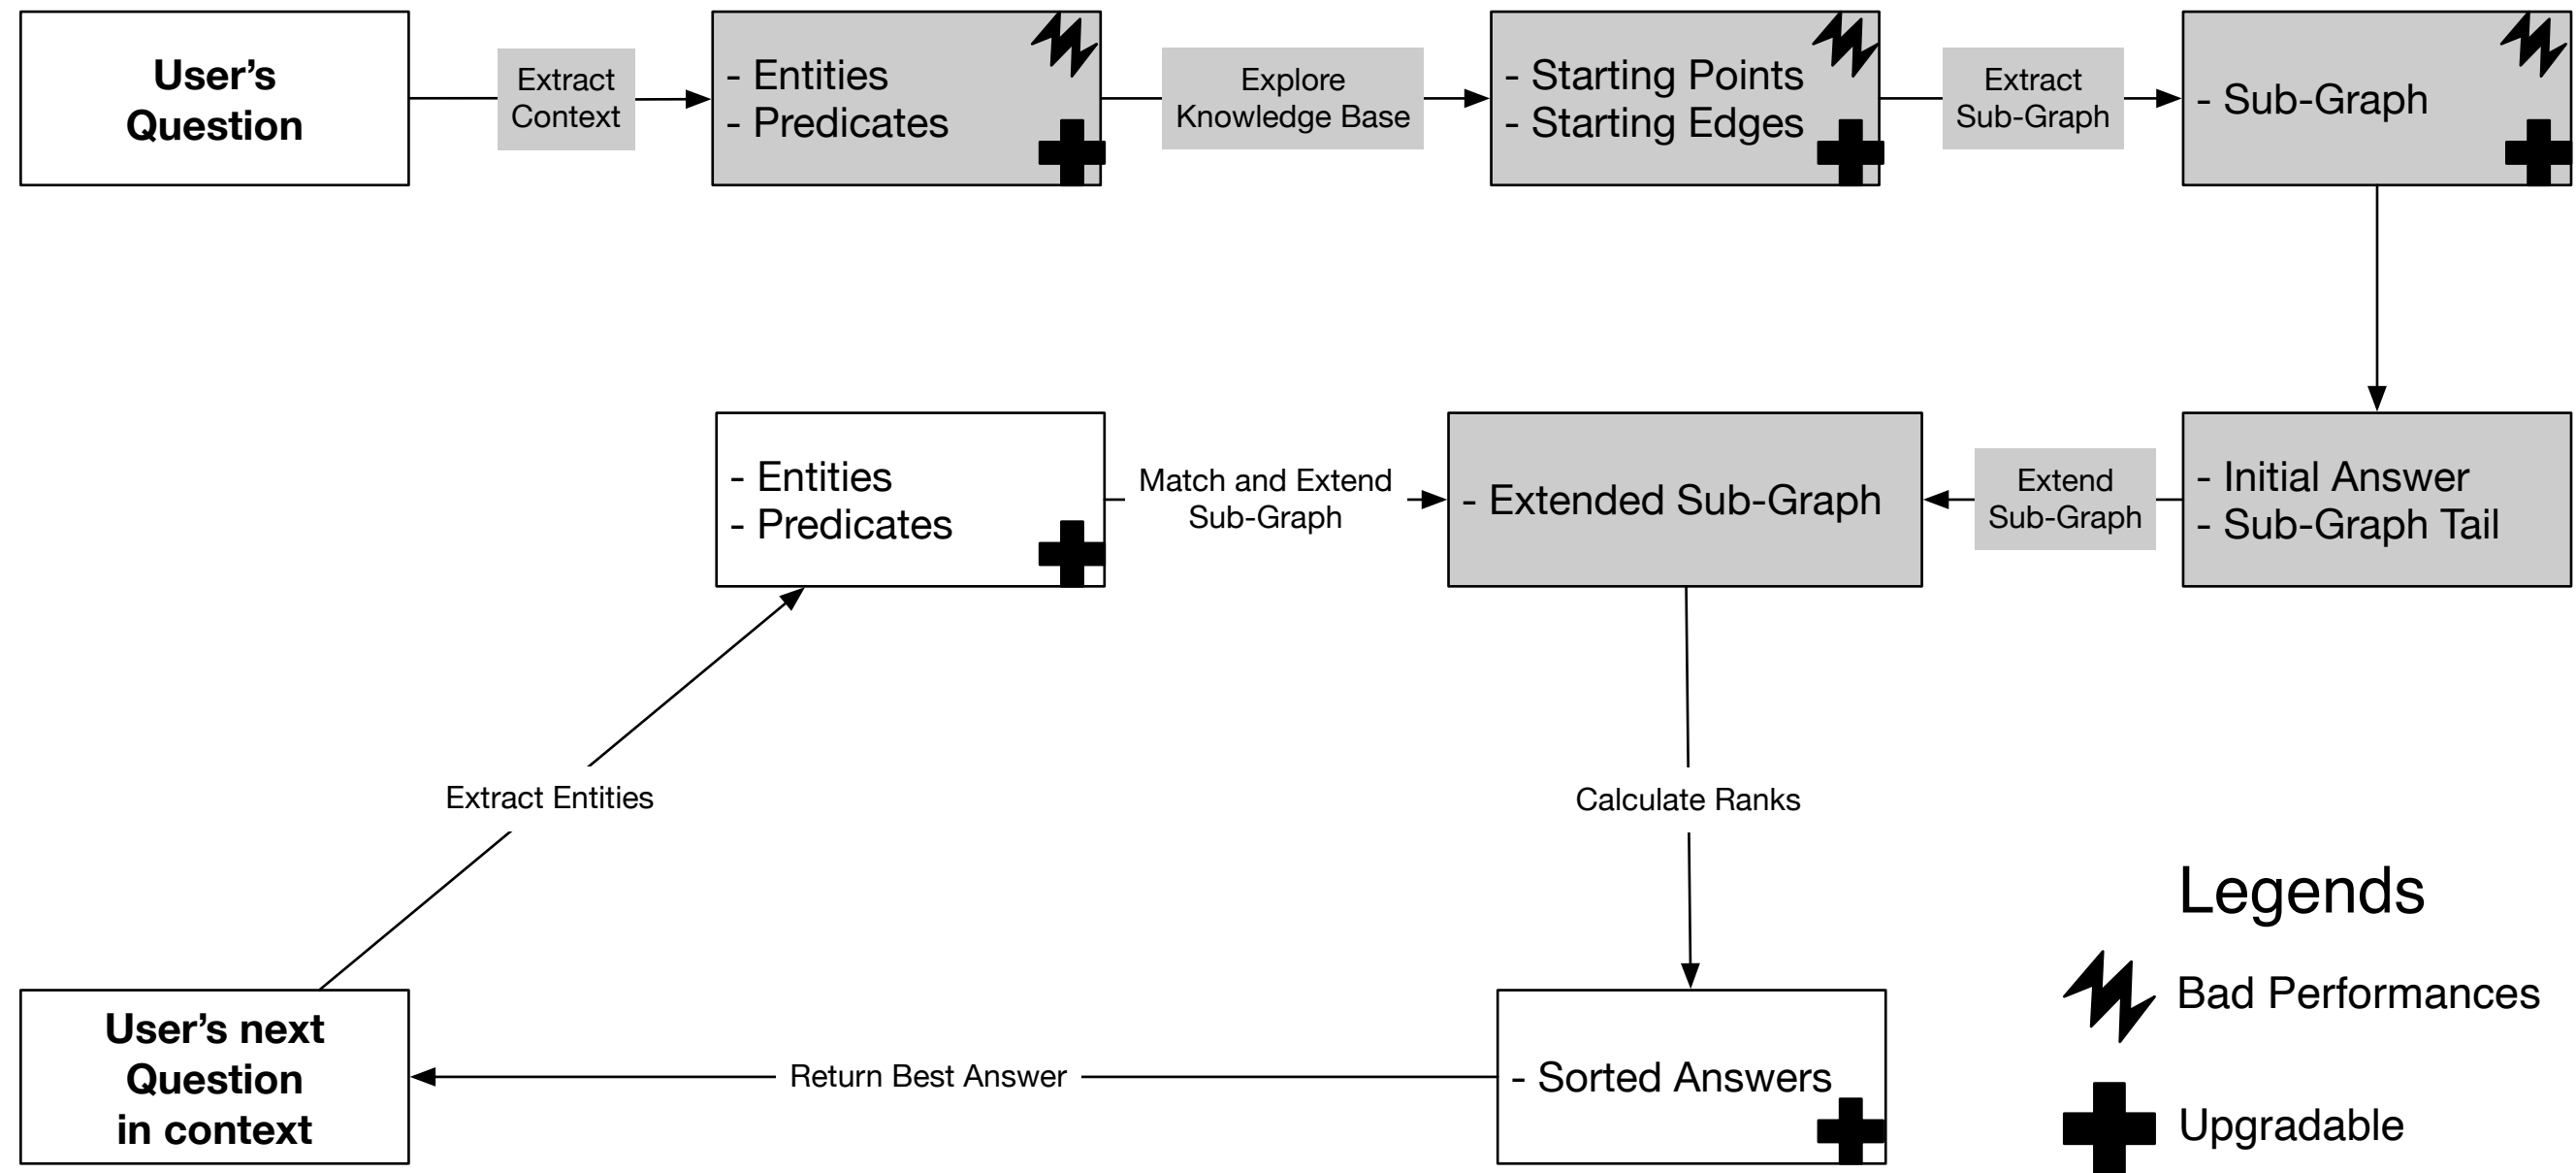 User’s
Question
Extract
Context
- Entities
- Predicates
Explore
Knowledge Base
- Starting Points
- Starting Edges
Extract
Sub-Graph
- Sub-Graph
- Entities
- Predicates
Match and Extend
Sub-Graph
- Extended Sub-Graph
Extend
Sub-Graph
- Initial Answer
- Sub-Graph Tail
Extract Entities
Calculate Ranks
User’s next
Question
in context
Return Best Answer
- Sorted Answers
Legends
Bad Performances
Upgradable